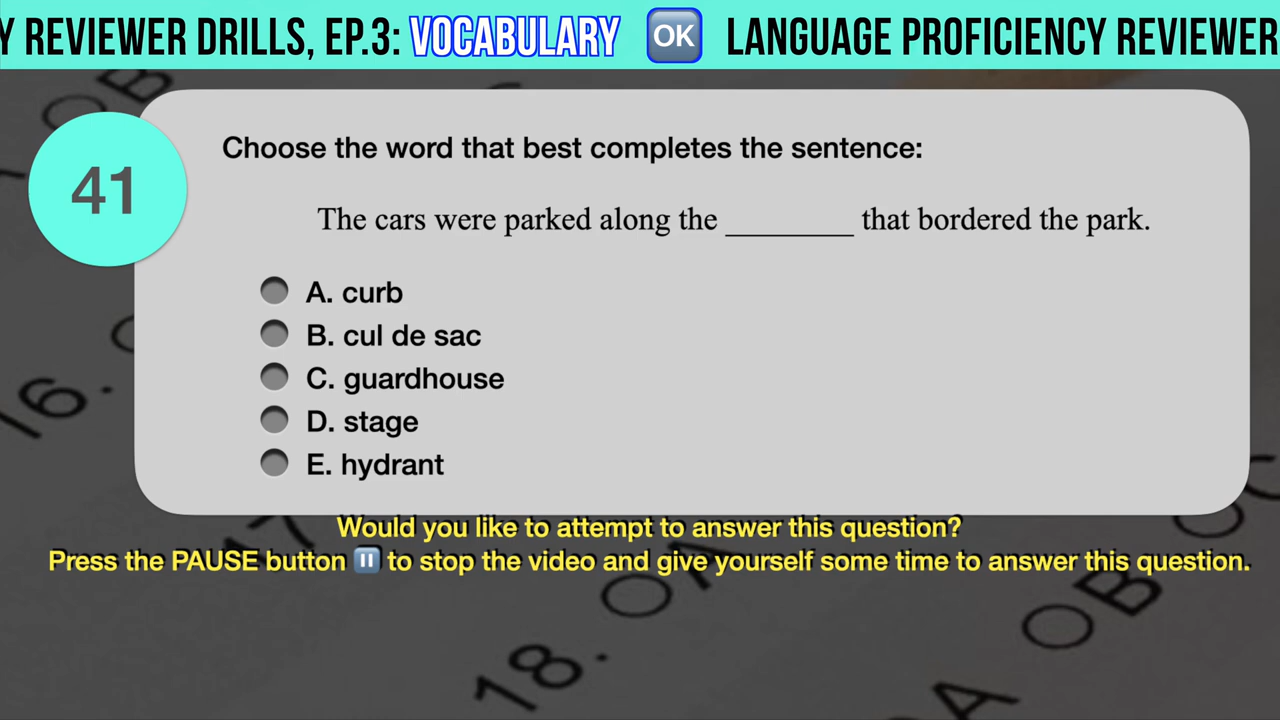 Y REVIEWER DRILLS, EP.3: VOCABULARY 🆗 LANGUAGE PROFICIENCY REVIEWER
41
Choose the word that best completes the sentence:
The cars were parked along the ________ that bordered the park.
A. curb
B. cul de sac
C. guardhouse
D. stage
E. hydrant
Would you like to attempt to answer this question?
Press the PAUSE button ⏸ to stop the video and give yourself some time to answer this question.
16.
17
18. A
A B C